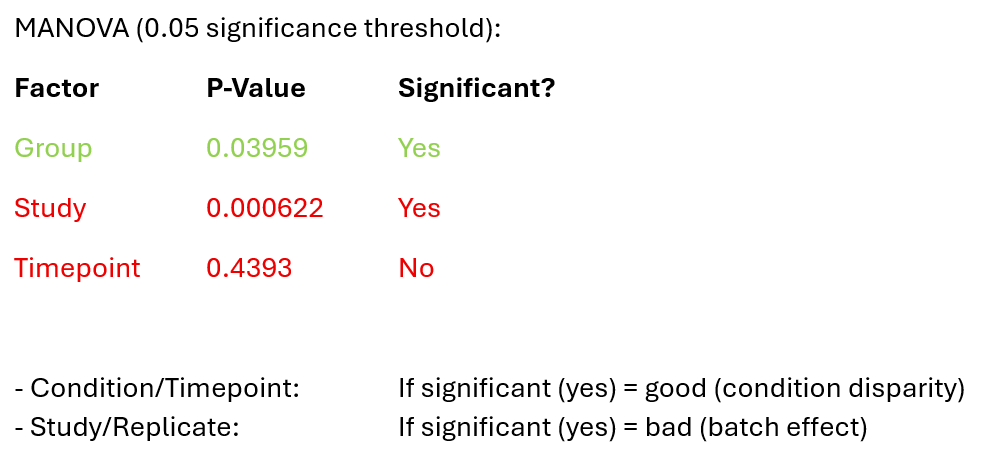 MANOVA (0.05 significance threshold):
Factor P-Value Significant?
Group 0.03959 Yes
Study 0.000622 Yes
Timepoint 0.4393 No
- Condition/Timepoint: If significant (yes) = good (condition disparity)
- Study/Replicate: If significant (yes) = bad (batch effect)